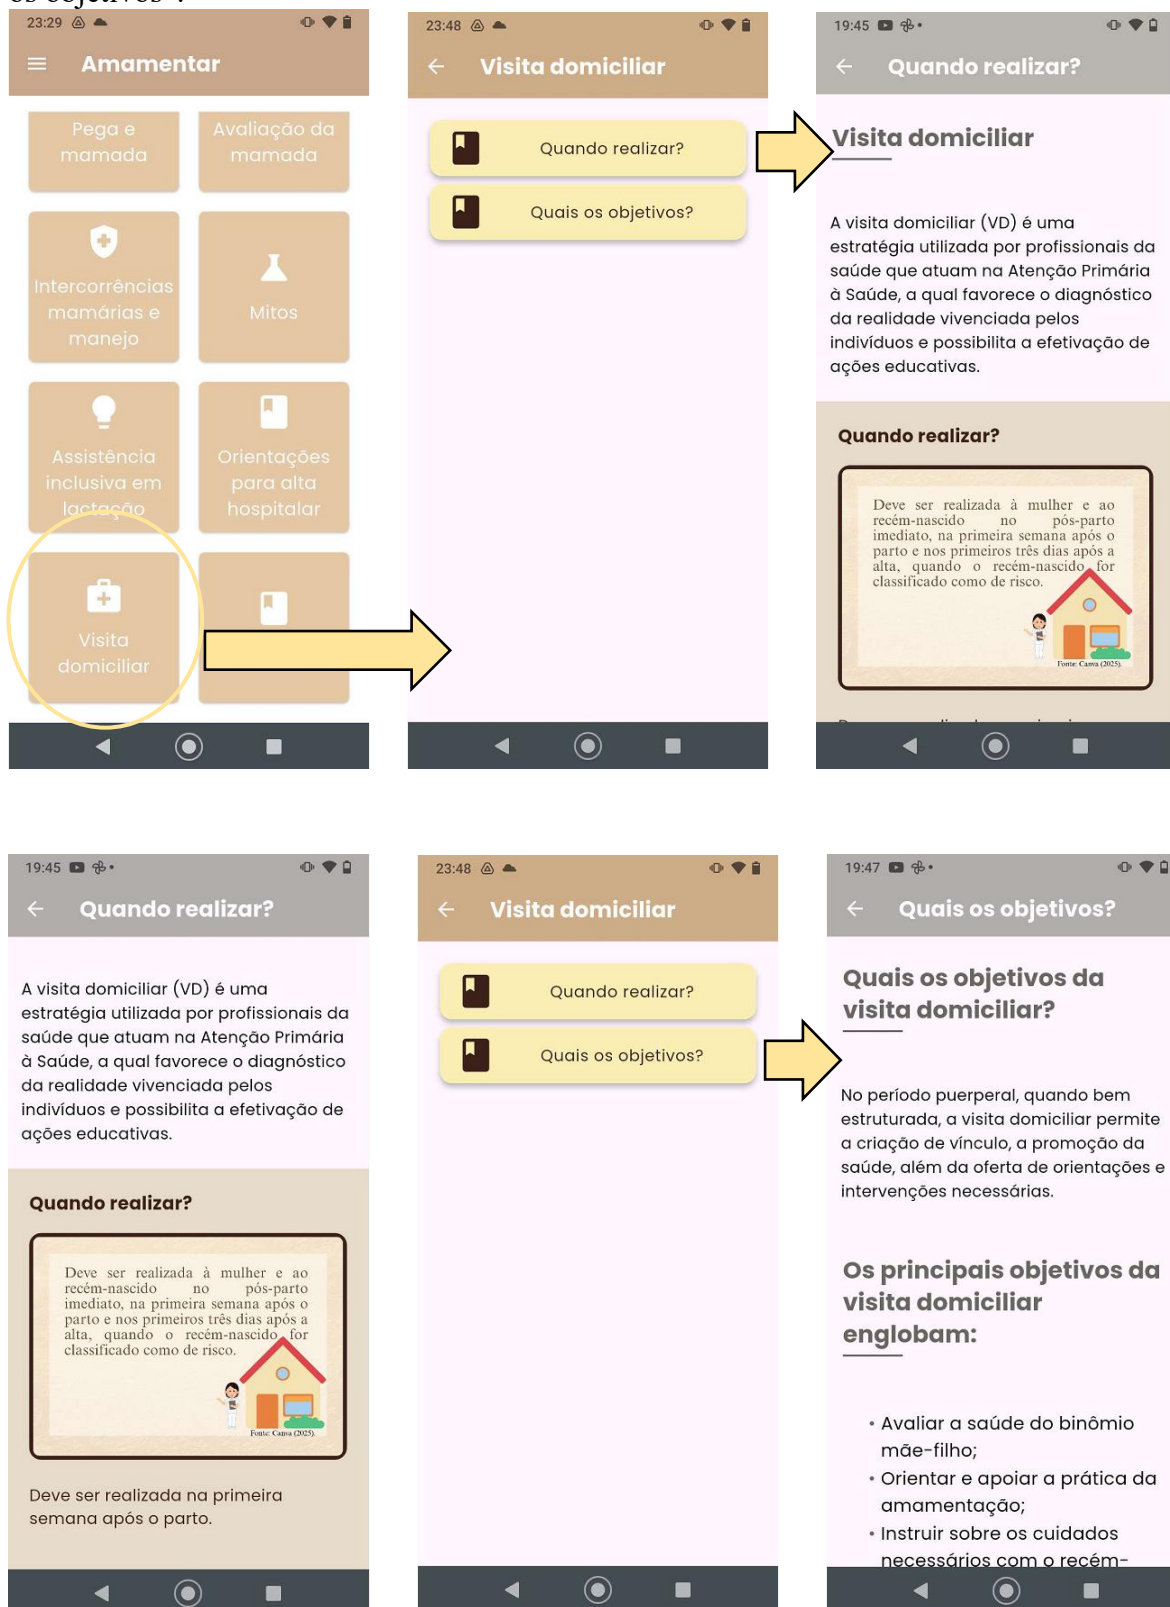 os objetivos".
23:29
Amamentar
Pega e
mamada
Avaliação da
mamada
Intercorrências
mamárias e
manejo
Mitos
Assistência
inclusiva em
lactação
Orientações
para alta
hospitalar
Visita
domiciliar
23:48
Visita domiciliar
Quando realizar?
Quais os objetivos?
19:45
Quando realizar?
Visita domiciliar
A visita domiciliar (VD) é uma
estratégia utilizada por profissionais da
saúde que atuam na Atenção Primária
à Saúde, a qual favorece o diagnóstico
da realidade vivenciada pelos
indivíduos e possibilita a efetivação de
ações educativas.
Quando realizar?
Deve ser realizada à mulher e ao
recém-nascido no pós-parto
imediato, na primeira semana após o
parto e nos primeiros três dias após a
alta, quando o recém-nascido for
classificado como de risco.
Fonte: Canva (2025).
19:45
Quando realizar?
A visita domiciliar (VD) é uma
estratégia utilizada por profissionais da
saúde que atuam na Atenção Primária
à Saúde, a qual favorece o diagnóstico
da realidade vivenciada pelos
indivíduos e possibilita a efetivação de
ações educativas.
Quando realizar?
Deve ser realizada à mulher e ao
recém-nascido no pós-parto
imediato, na primeira semana após o
parto e nos primeiros três dias após a
alta, quando o recém-nascido for
classificado como de risco.
Fonte: Canva (2025).
Deve ser realizada na primeira
semana após o parto.
23:48
Visita domiciliar
Quando realizar?
Quais os objetivos?
19:47
Quais os objetivos?
Quais os objetivos da
visita domiciliar?
No período puerperal, quando bem
estruturada, a visita domiciliar permite
a criação de vínculo, a promoção da
saúde, além da oferta de orientações e
intervenções necessárias.
Os principais objetivos da
visita domiciliar
englobam:
• Avaliar a saúde do binômio
mãe-filho;
• Orientar e apoiar a prática da
amamentação;
• Instruir sobre os cuidados
necessários com o recém-